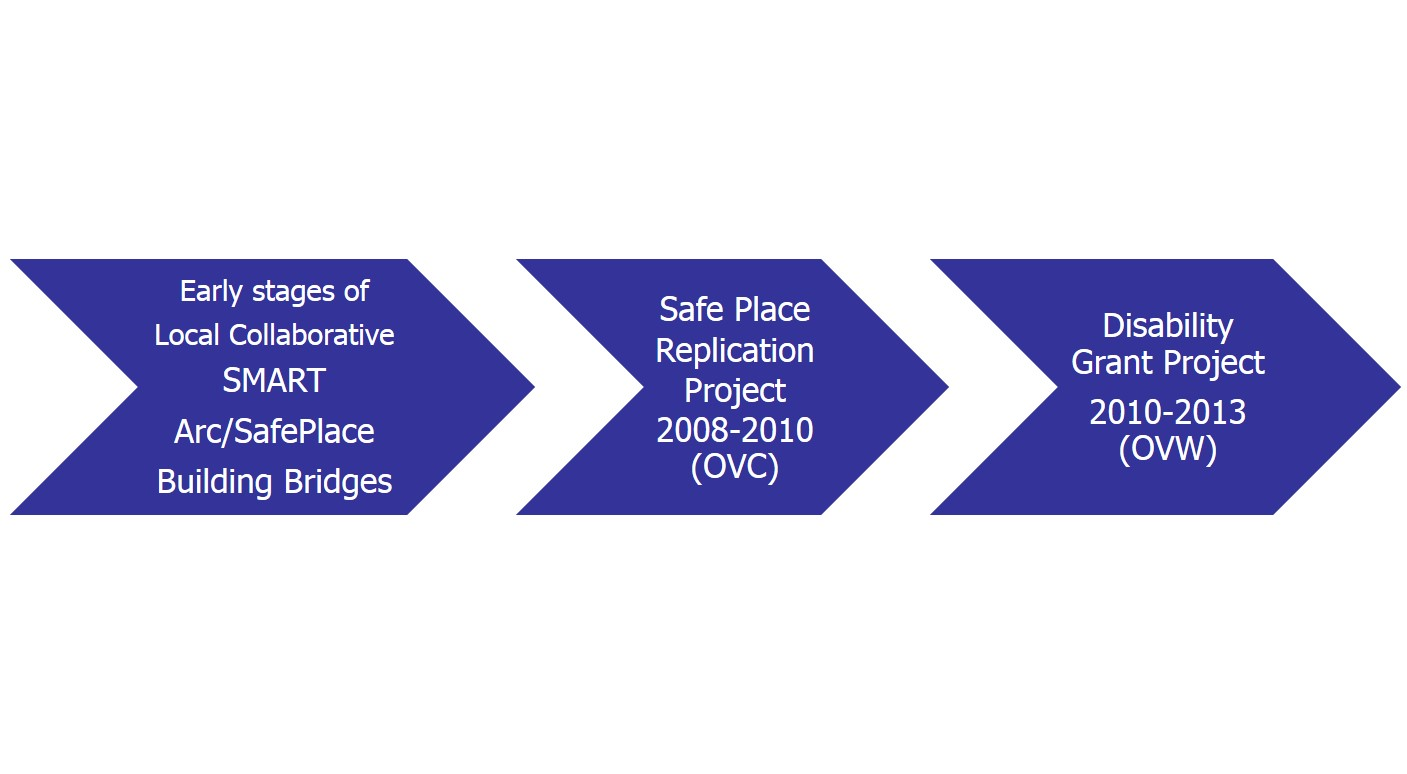 Early stages of
Local Collaborative
SMART
Arc/SafePlace
Building Bridges
Safe Place
Replication
Project
2008-2010
(OVC)
Disability
Grant Project
2010-2013
(OVW)